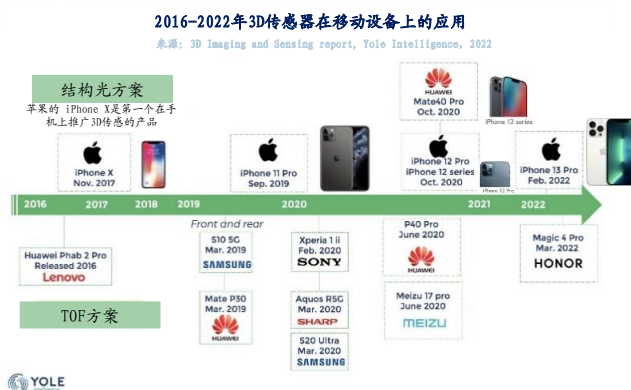 2016-2022年3D传感器在移动设备上的应用
来源: 3D Imaging and Sensing report, Yole Intelligence, 2022
结构光方案
苹果的 iPhone X是第一个在手
机上推广3D传感的产品
iPhone X
Nov. 2017
iPhone 11 Pro
Sep. 2019
HUAWEI
Mate40 Pro
Oct. 2020
iPhone 12 series
iPhone 12 Pro
iPhone 12 series
Oct. 2020
iPhone 12 Pro
iPhone 13 Pro
Feb. 2022
2016
2017
2018
2019
2020
2021
2022
Huawei Phab 2 Pro
Released 2016
Lenovo
Front and rear
S10 5G
Mar. 2019
SAMSUNG
Mate P30
Mar. 2019
HUAWEI
Xperia 1 ii
Feb. 2020
SONY
Aquos R5G
Mar. 2020
SHARP
S20 Ultra
Mar. 2020
SAMSUNG
P40 Pro
June 2020
HUAWEI
Meizu 17 pro
June 2020
MEIZU
Magic 4 Pro
Mar. 2022
HONOR
TOF方案
YOLE